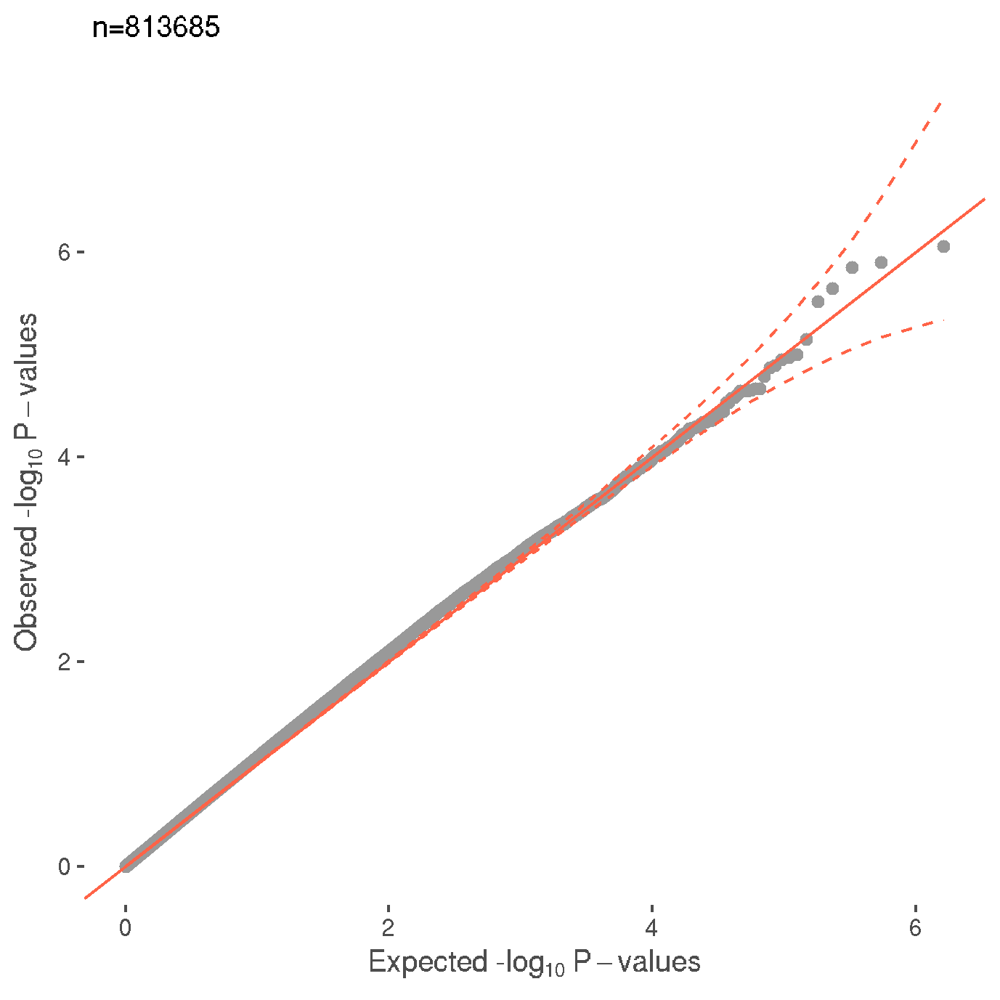 n=813685
Observed -log₁₀ P−values
6
4
2
0
0 2 4 6
Expected -log₁₀ P−values